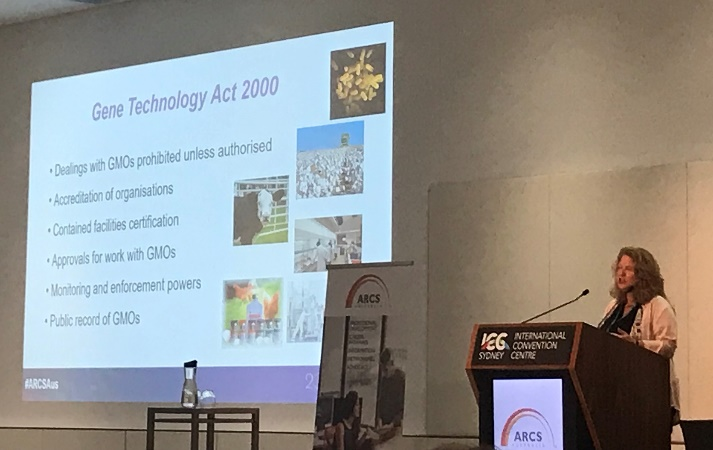 Gene Technology Act 2000
• Dealings with GMOs prohibited unless authorised
• Accreditation of organisations
• Contained facilities certification
• Approvals for work with GMOs
• Monitoring and enforcement powers
• Public record of GMOs
#ARCSAus
2
ARCS
ICC
SYDNEY
INTERNATIONAL
CONVENTION
CENTRE
ARCS